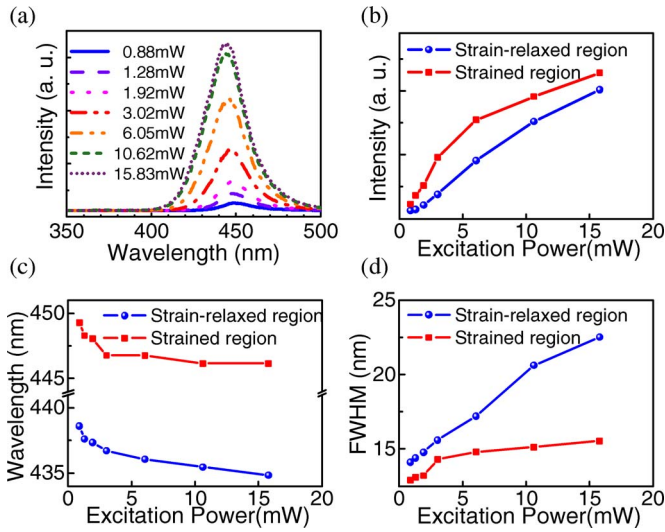 (a)
Intensity (a. u.)
0.88mW
1.28mW
1.92mW
3.02mW
6.05mW
10.62mW
15.83mW
350 400 450 500
Wavelength (nm)
(b)
Intensity (a. u.)
Strain-relaxed region
Strained region
0 5 10 15 20
Excitation Power(mW)
(c)
Wavelength (nm)
450
445
440
435
Strain-relaxed region
Strained region
0 5 10 15 20
Excitation Power(mW)
(d)
FWHM (nm)
25
20
15
Strain-relaxed region
Strained region
0 5 10 15 20
Excitation Power(mW)